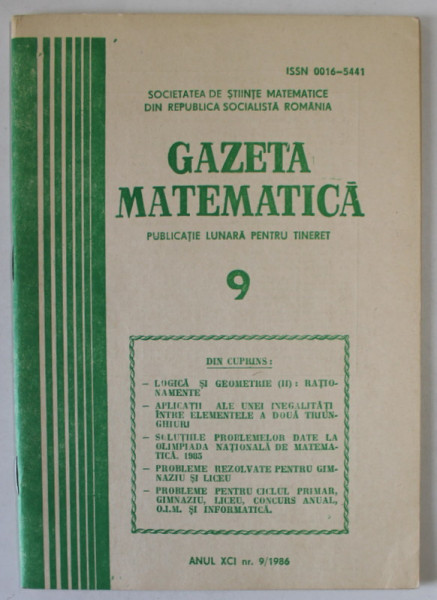 ISSN 0016-5441
SOCIETATEA DE ȘTIINȚE MATEMATICE
DIN REPUBLICA SOCIALISTĂ ROMÂNIA
GAZETA
MATEMATICĂ
PUBLICAȚIE LUNARĂ PENTRU TINERET
9
DIN CUPRINS:
- LOGICĂ ȘI GEOMETRIE (II): RAȚIO-
NAMENTE
- APLICAȚII ALE UNEI INEGALITĂȚI
ÎNTRE ELEMENTELE A DOUĂ TRIUN-
GHIURI
- SOLUȚIILE PROBLEMELOR DATE LA
OLIMPIADA NAȚIONALĂ DE MATEMA-
TICĂ, 1985
- PROBLEME REZOLVATE PENTRU GIM-
NAZIU ȘI LICEU
- PROBLEME PENTRU CICLUL PRIMAR,
GIMNAZIU, LICEU, CONCURS ANUAL,
O.I.M. ȘI INFORMATICĂ.
ANUL XCI nr. 9/1986